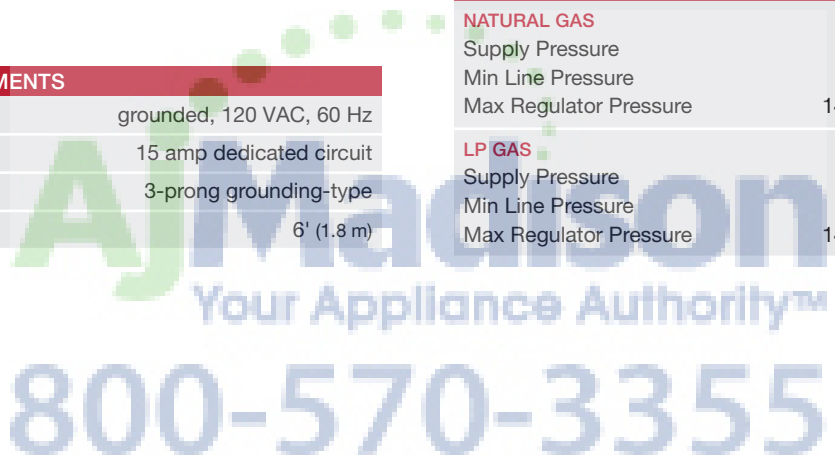 MENTS
grounded, 120 VAC, 60 Hz
15 amp dedicated circuit
3-prong grounding-type
6' (1.8 m)
NATURAL GAS
Supply Pressure
Min Line Pressure
Max Regulator Pressure 14
LP GAS
Supply Pressure
Min Line Pressure
Max Regulator Pressure 14
AjMadison
Your Appliance Authority™
800-570-3355